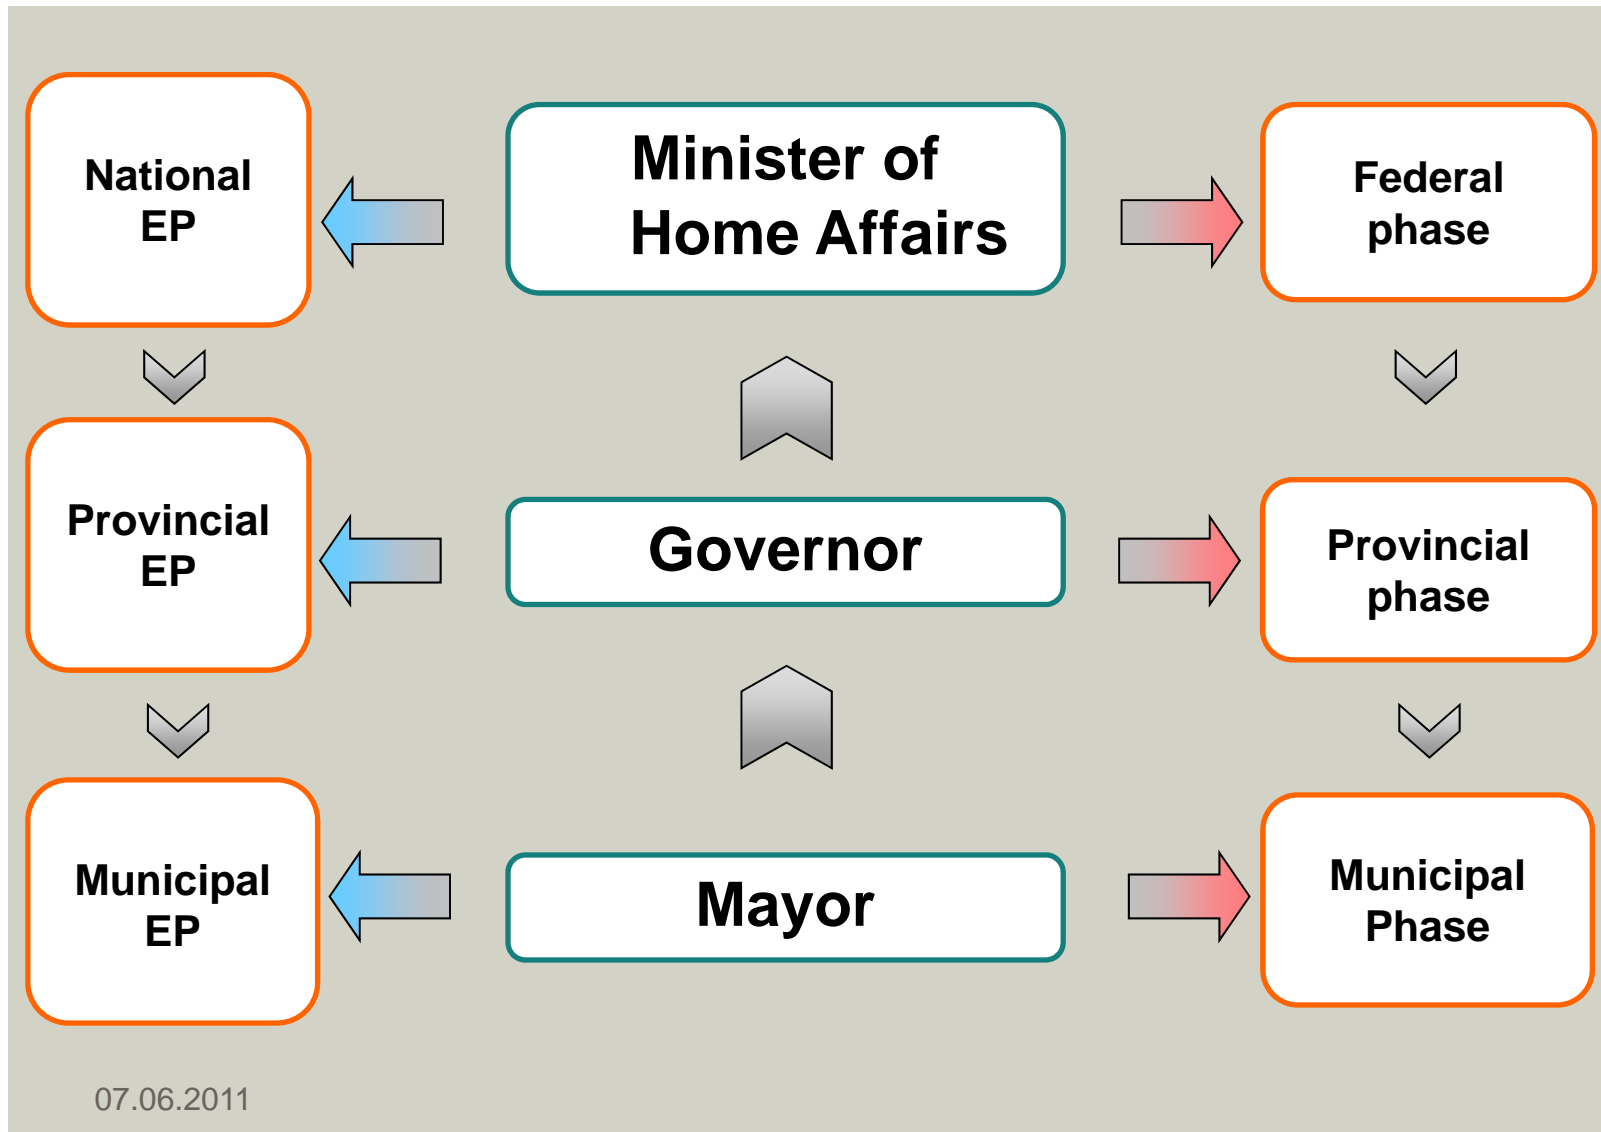 National
EP
Minister of
Home Affairs
Federal
phase
Provincial
EP
Governor
Provincial
phase
Municipal
EP
Mayor
Municipal
Phase
07.06.2011